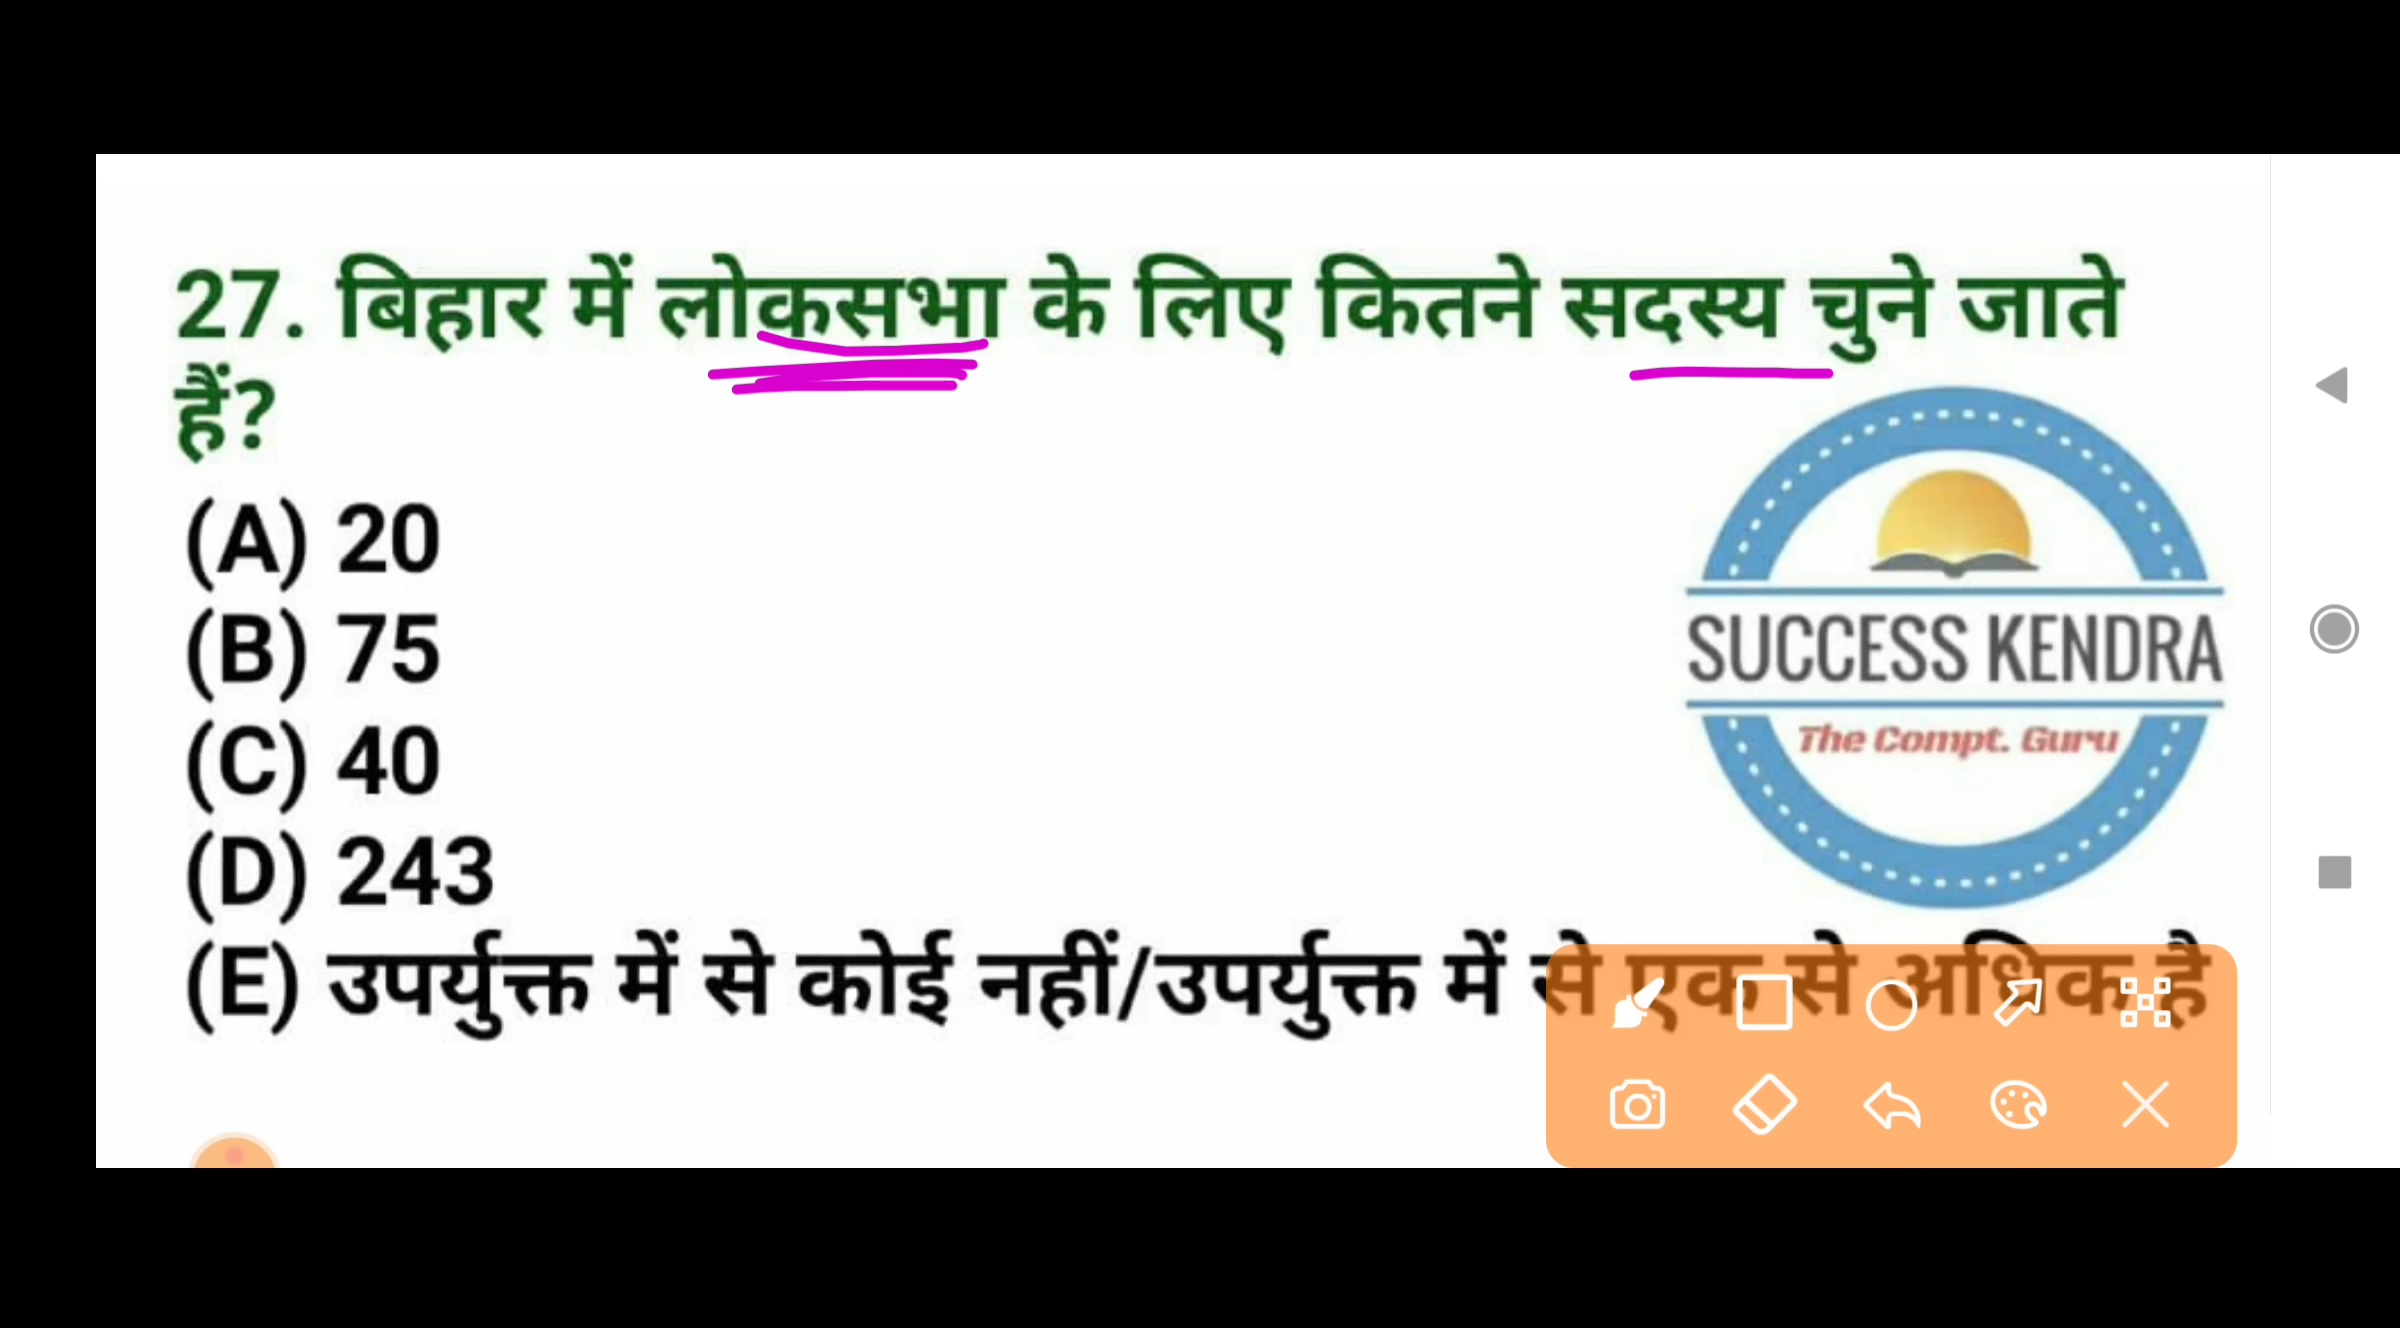 27. बिहार में लोकसभा के लिए कितने सदस्य चुने जाते
हैं?
(A) 20
(B) 75
(C) 40
(D) 243
(E) उपर्युक्त में से कोई नहीं/उपर्युक्त में से एक से अधिक है
SUCCESS KENDRA
The Compt. Guru